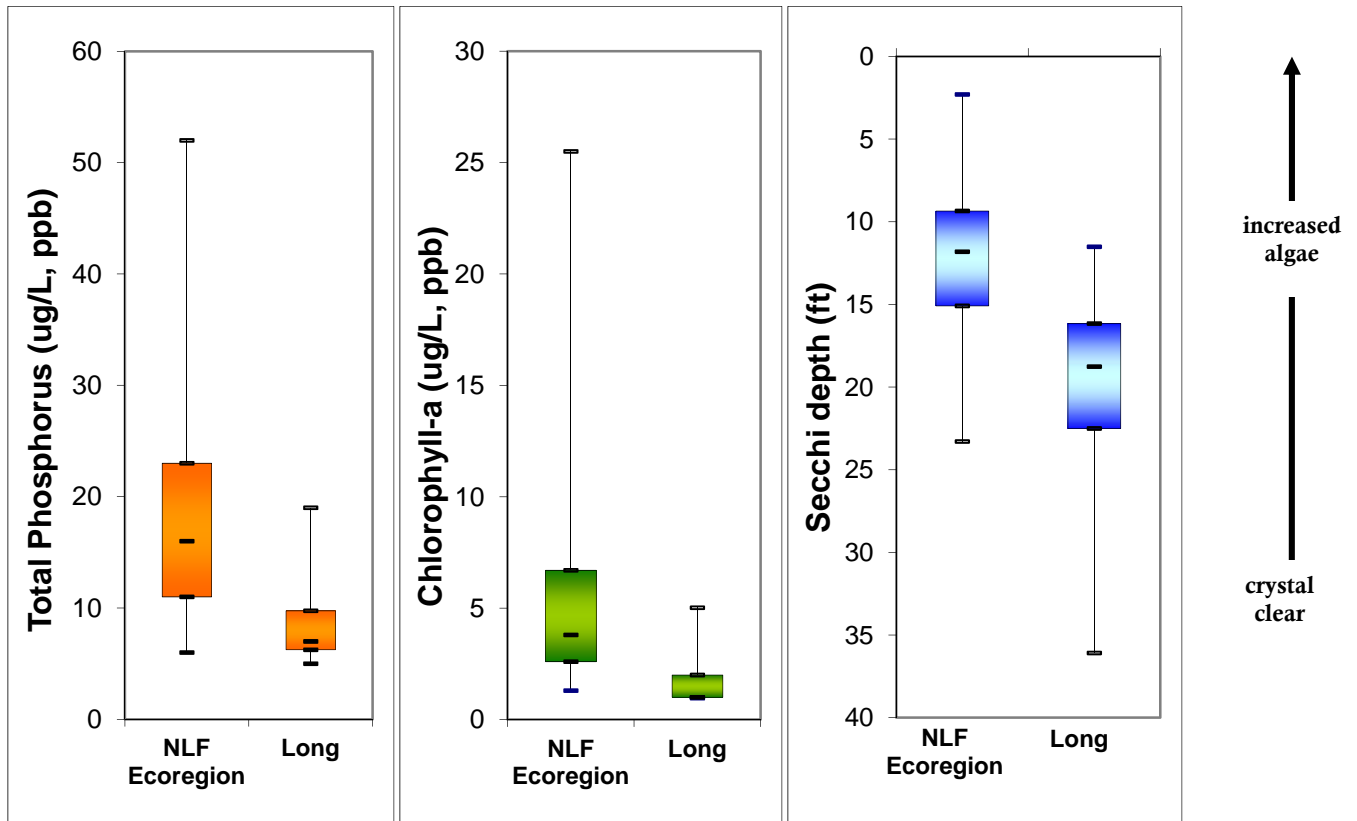 Total Phosphorus (ug/L, ppb)
60
50
40
30
20
10
0
NLF
Ecoregion
Long
Chlorophyll-a (ug/L, ppb)
30
25
20
15
10
5
0
NLF
Ecoregion
Long
Secchi depth (ft)
0
5
10
15
20
25
30
35
40
NLF
Ecoregion
Long
increased
algae
crystal
clear